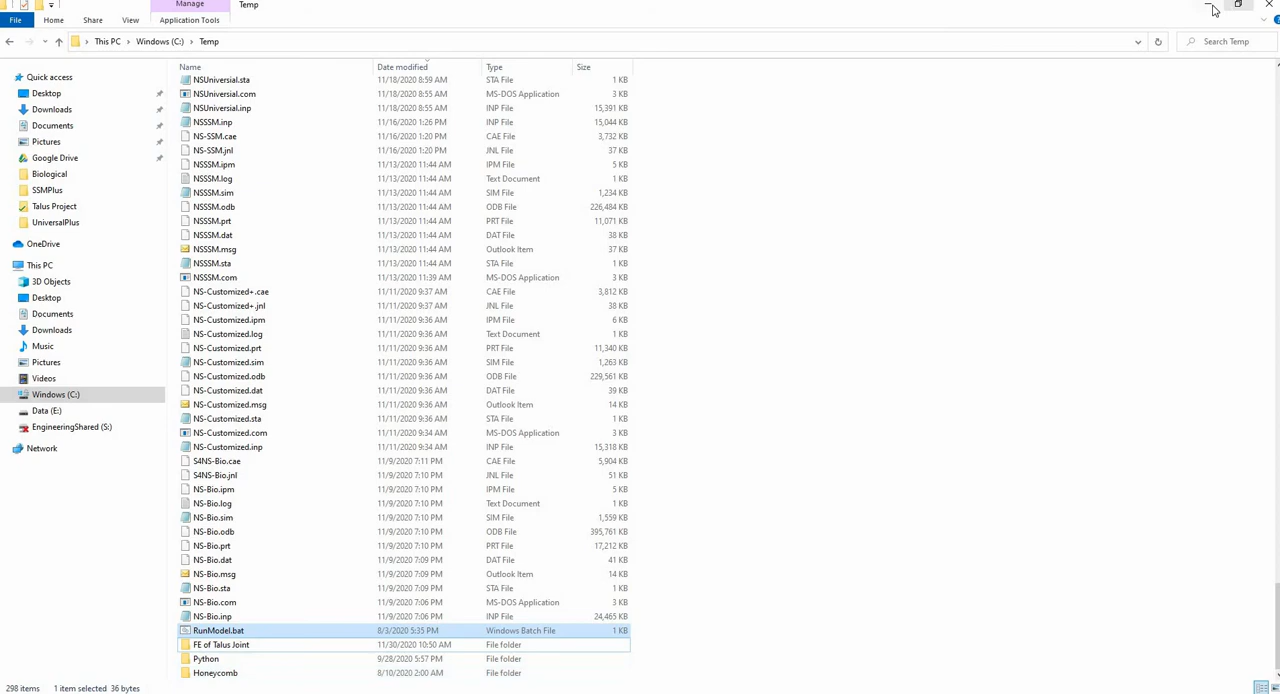 Manage
Temp
File
Home
Share
View
Application Tools
This PC
Windows (C:)
Temp
Search Temp
Name
Date modified
Type
Size
Quick access
Desktop
Downloads
Documents
Pictures
Google Drive
Biological
SSMPlus
Talus Project
UniversalPlus
OneDrive
This PC
3D Objects
Desktop
Documents
Downloads
Music
Pictures
Videos
Windows (C:)
Data (E:)
EngineeringShared (S:)
Network
NSUniversial.sta 11/18/2020 8:59 AM STA File 1 KB
NSUniversial.com 11/18/2020 8:55 AM MS-DOS Application 3 KB
NSUniversial.inp 11/18/2020 8:55 AM INP File 15,391 KB
NSSSM.inp 11/16/2020 1:26 PM INP File 15,044 KB
NS-SSM.cae 11/16/2020 1:20 PM CAE File 3,732 KB
NS-SSM.jnl 11/16/2020 1:20 PM JNL File 37 KB
NSSSM.ipm 11/13/2020 11:44 AM IPM File 5 KB
NSSSM.log 11/13/2020 11:44 AM Text Document 1 KB
NSSSM.sim 11/13/2020 11:44 AM SIM File 1,234 KB
NSSSM.odb 11/13/2020 11:44 AM ODB File 226,484 KB
NSSSM.prt 11/13/2020 11:44 AM PRT File 11,071 KB
NSSSM.dat 11/13/2020 11:44 AM DAT File 38 KB
NSSSM.msg 11/13/2020 11:44 AM Outlook Item 37 KB
NSSSM.sta 11/13/2020 11:44 AM STA File 1 KB
NSSSM.com 11/13/2020 11:39 AM MS-DOS Application 3 KB
NS-Customized+.cae 11/11/2020 9:37 AM CAE File 3,812 KB
NS-Customized+.jnl 11/11/2020 9:37 AM JNL File 38 KB
NS-Customized.ipm 11/11/2020 9:36 AM IPM File 6 KB
NS-Customized.log 11/11/2020 9:36 AM Text Document 1 KB
NS-Customized.prt 11/11/2020 9:36 AM PRT File 11,340 KB
NS-Customized.sim 11/11/2020 9:36 AM SIM File 1,263 KB
NS-Customized.odb 11/11/2020 9:36 AM ODB File 229,561 KB
NS-Customized.dat 11/11/2020 9:36 AM DAT File 39 KB
NS-Customized.msg 11/11/2020 9:36 AM Outlook Item 14 KB
NS-Customized.sta 11/11/2020 9:36 AM STA File 1 KB
NS-Customized.com 11/11/2020 9:34 AM MS-DOS Application 3 KB
NS-Customized.inp 11/11/2020 9:34 AM INP File 15,318 KB
S4NS-Bio.cae 11/9/2020 7:11 PM CAE File 5,904 KB
S4NS-Bio.jnl 11/9/2020 7:10 PM JNL File 51 KB
NS-Bio.ipm 11/9/2020 7:10 PM IPM File 5 KB
NS-Bio.log 11/9/2020 7:10 PM Text Document 1 KB
NS-Bio.sim 11/9/2020 7:10 PM SIM File 1,559 KB
NS-Bio.odb 11/9/2020 7:10 PM ODB File 395,761 KB
NS-Bio.prt 11/9/2020 7:10 PM PRT File 17,212 KB
NS-Bio.dat 11/9/2020 7:09 PM DAT File 41 KB
NS-Bio.msg 11/9/2020 7:09 PM Outlook Item 14 KB
NS-Bio.sta 11/9/2020 7:09 PM STA File 1 KB
NS-Bio.com 11/9/2020 7:06 PM MS-DOS Application 3 KB
NS-Bio.inp 11/9/2020 7:06 PM INP File 24,465 KB
RunModel.bat 8/3/2020 5:35 PM Windows Batch File 1 KB
FE of Talus Joint 11/30/2020 10:50 AM File folder
Python 9/28/2020 5:57 PM File folder
Honeycomb 8/10/2020 2:00 AM File folder
298 items 1 item selected 36 bytes